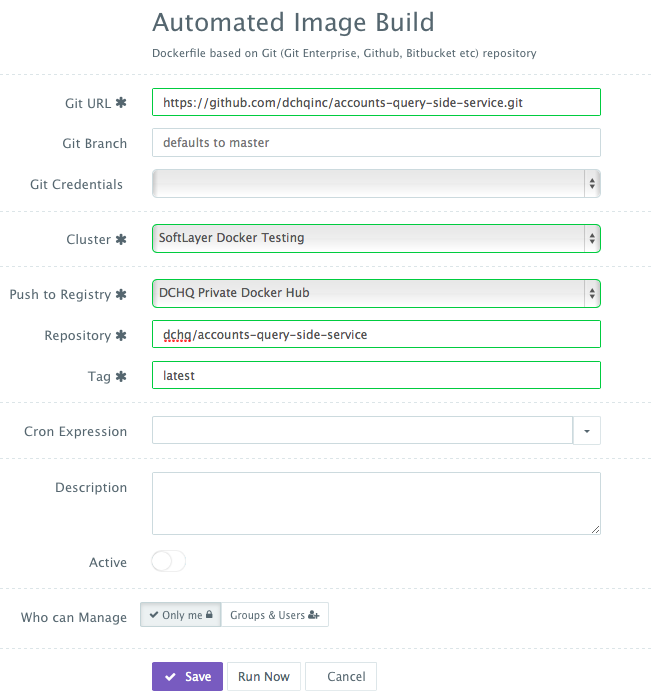 Automated Image Build
Dockerfile based on Git (Git Enterprise, Github, Bitbucket etc) repository
Git URL ✱ https://github.com/dchqinc/accounts-query-side-service.git
Git Branch defaults to master
Git Credentials
Cluster ✱ SoftLayer Docker Testing
Push to Registry ✱ DCHQ Private Docker Hub
Repository ✱ dchq/accounts-query-side-service
Tag ✱ latest
Cron Expression
Description
Active
Who can Manage Only me Groups & Users
Save Run Now Cancel